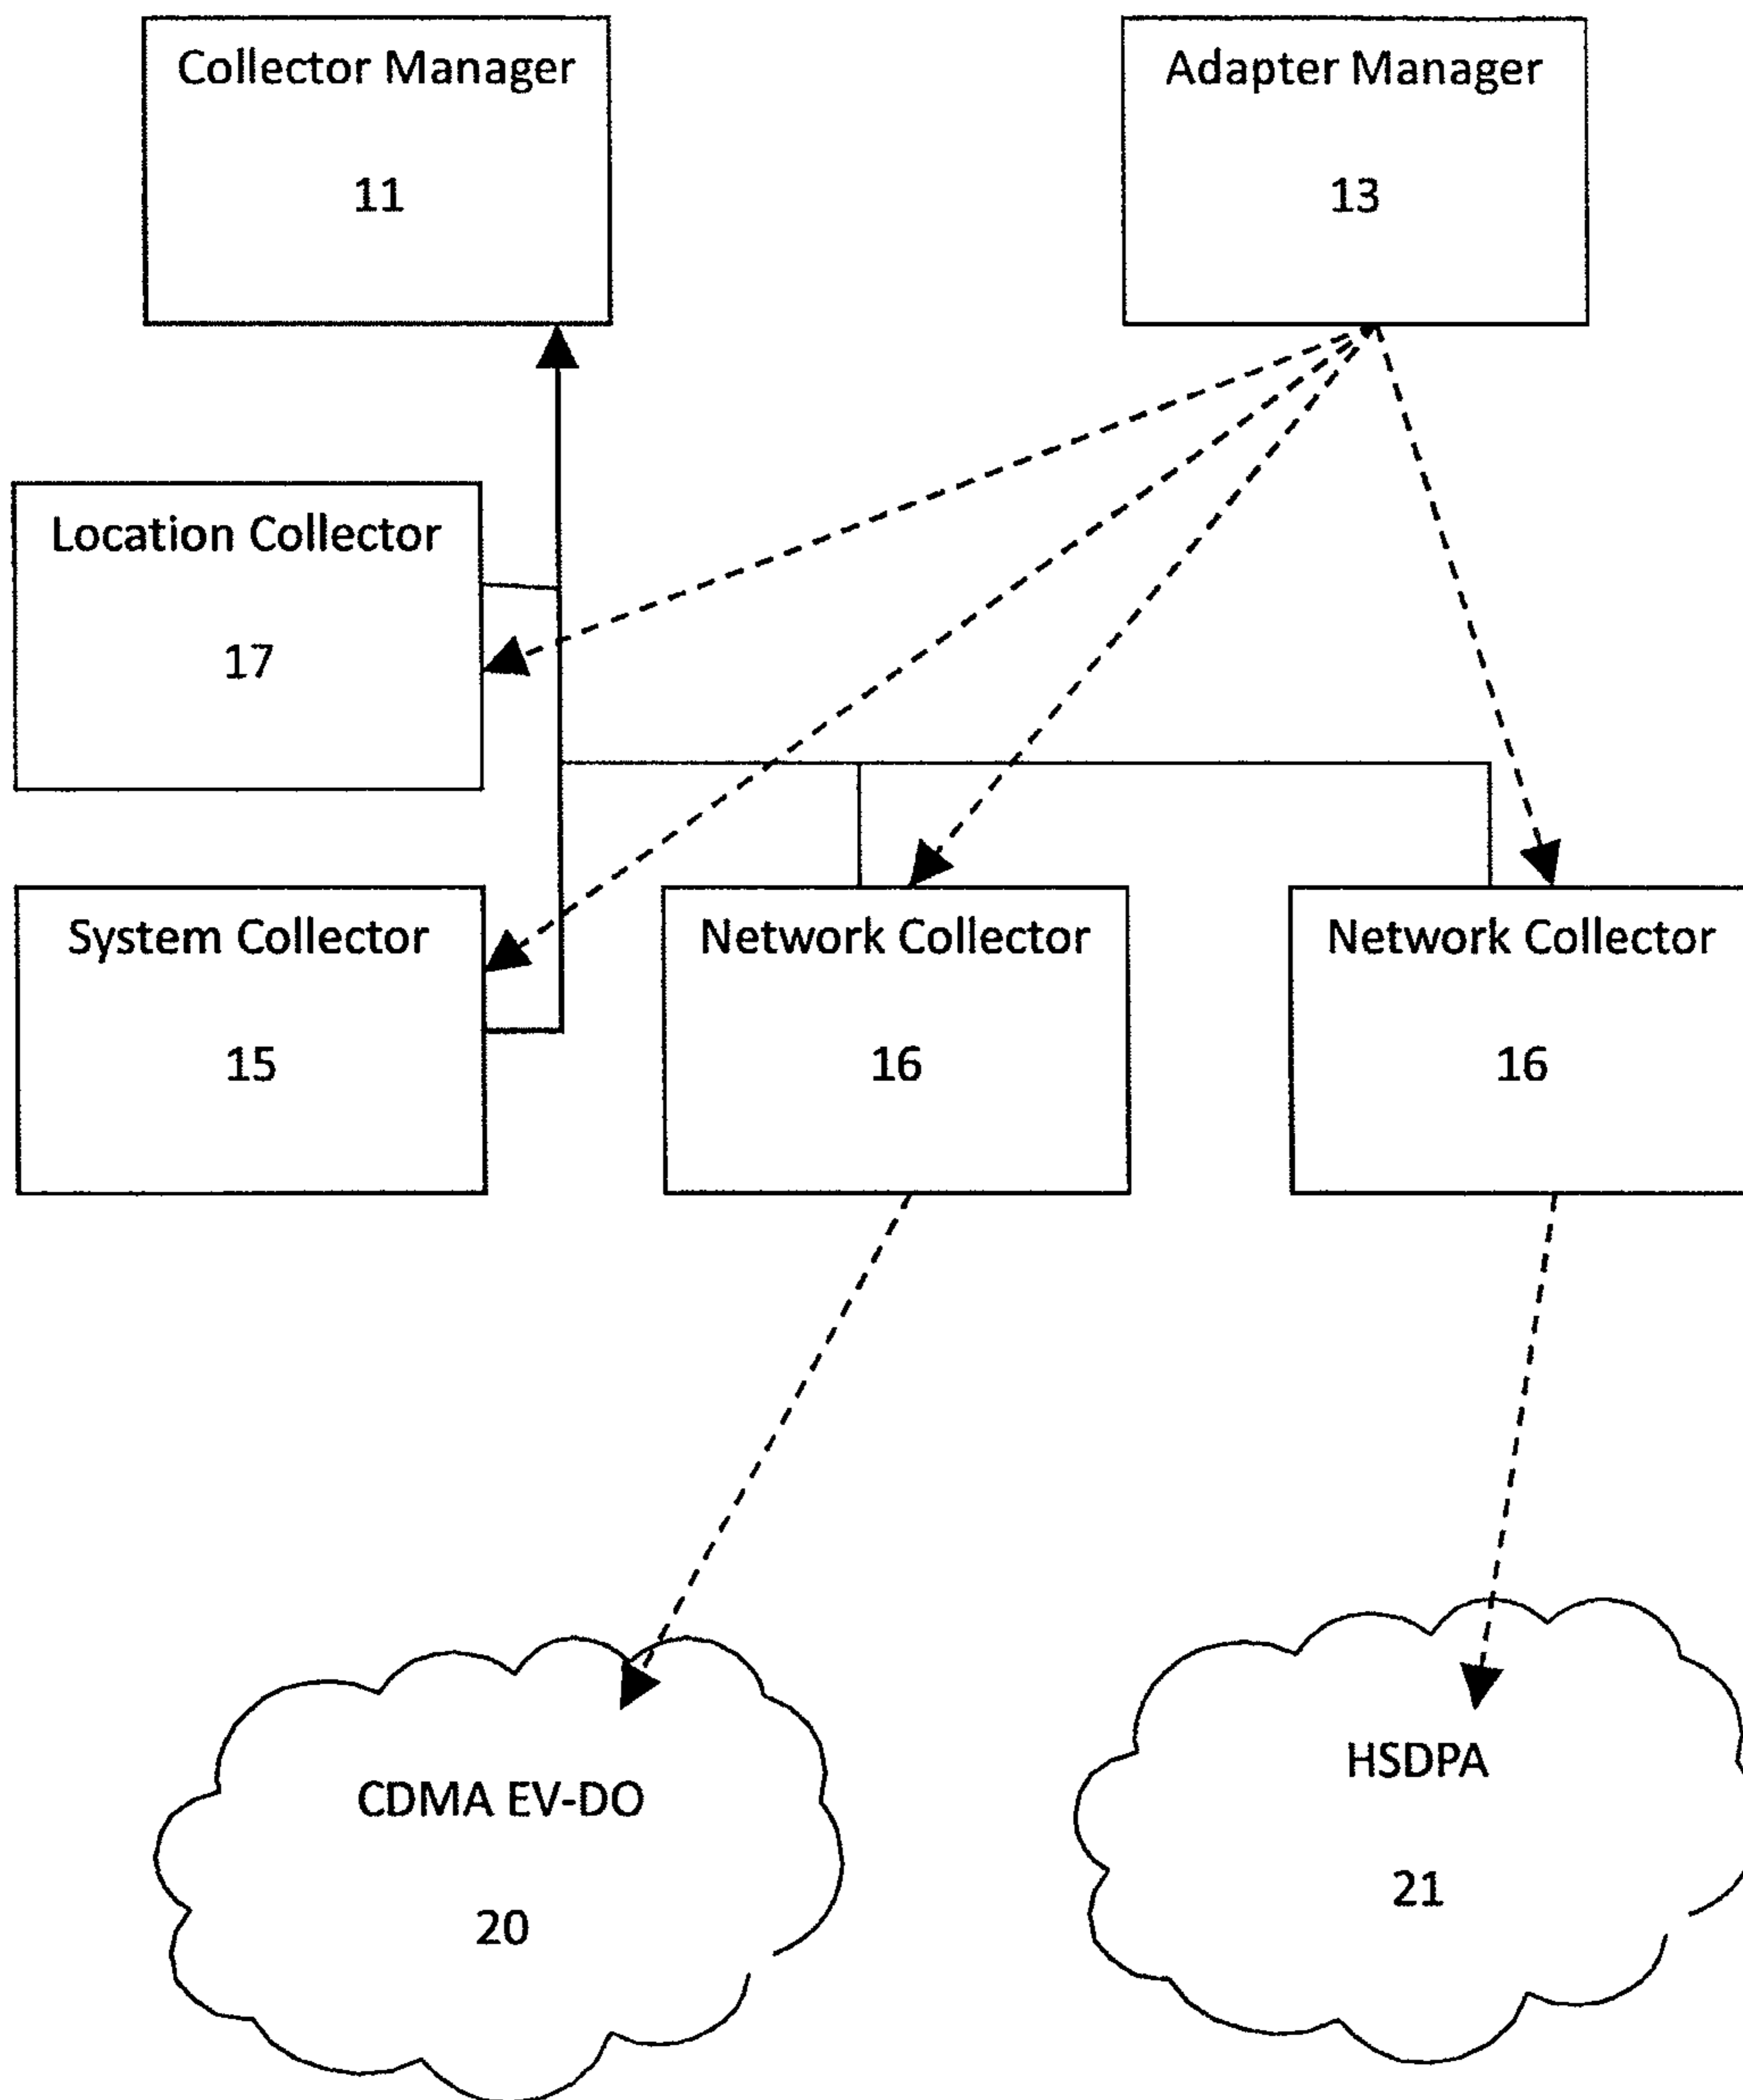 Collector Manager
11
Adapter Manager
13
Location Collector
17
System Collector
15
Network Collector
16
Network Collector
16
CDMA EV-DO
20
HSDPA
21